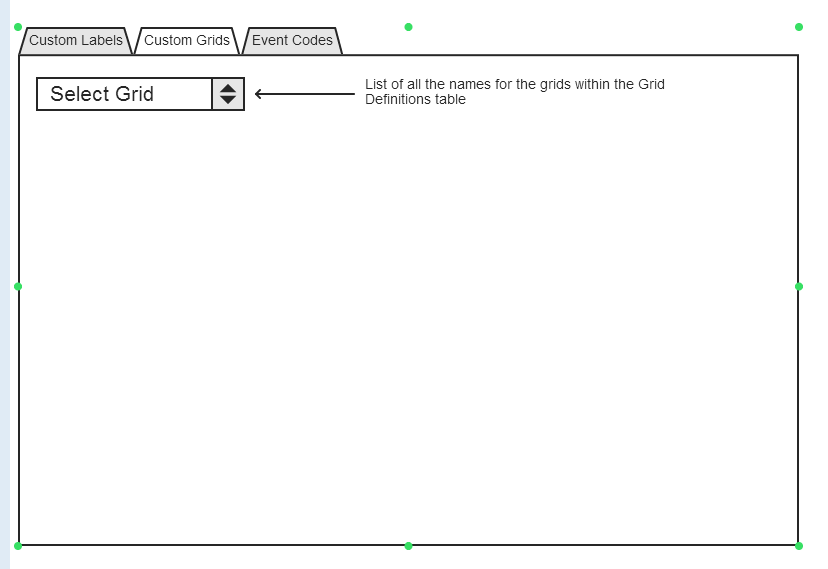 Custom Labels Custom Grids Event Codes
Select Grid
List of all the names for the grids within the Grid
Definitions table